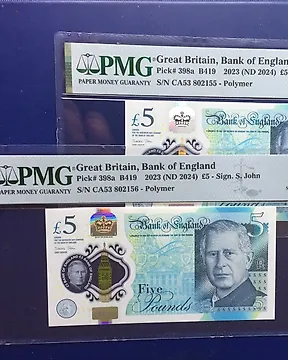 PMG Great Britain, Bank of England
PAPER MONEY GUARANTY Pick# 398a B419 2023 (ND 2024) £5
S/N CA53 802155 - Polymer
£5 Bank of England
PMG Great Britain, Bank of England
PAPER MONEY GUARANTY Pick# 398a B419 2023 (ND 2024) £5 - Sign. S. John
S/N CA53 802156 - Polymer
£5 Bank of England 5
Five
Pounds